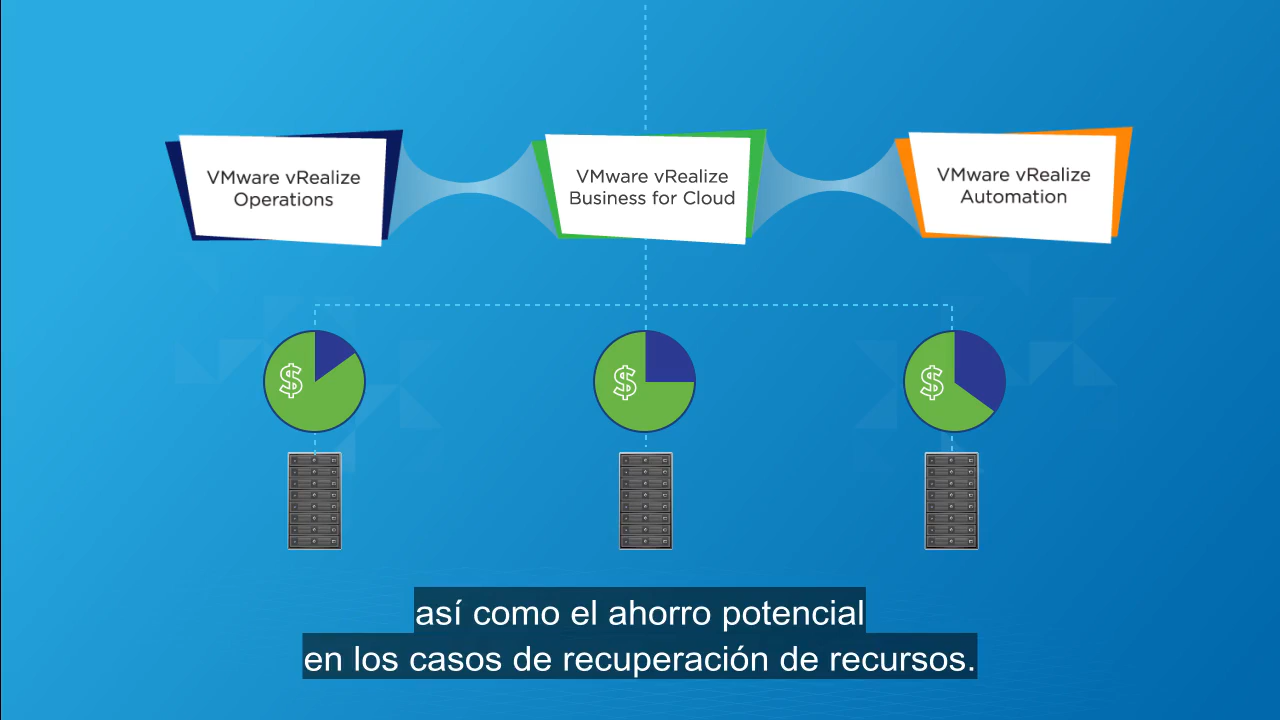 VMware vRealize
Operations
VMware vRealize
Business for Cloud
VMware vRealize
Automation
$
$
$
así como el ahorro potencial
en los casos de recuperación de recursos.